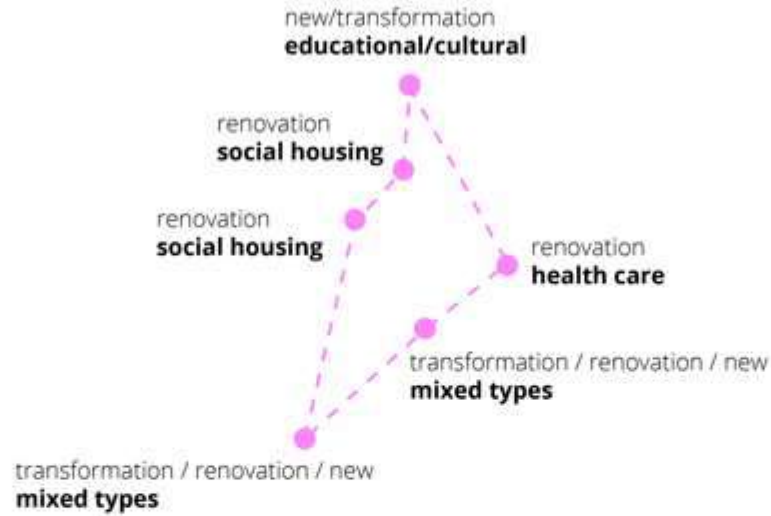 new/transformation
educational/cultural
renovation
social housing
renovation
social housing
renovation
health care
transformation / renovation / new
mixed types
transformation / renovation / new
mixed types